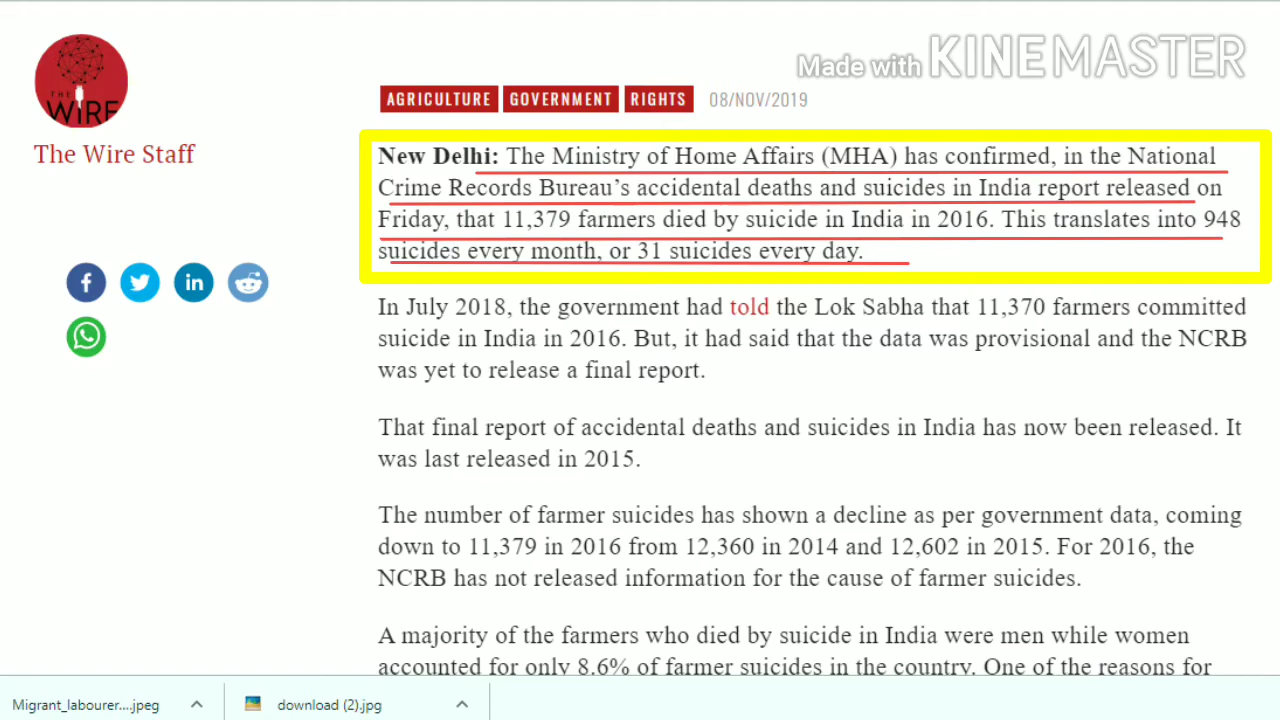 Made with KINEMASTER
THE
WIRE
AGRICULTURE GOVERNMENT RIGHTS 08/NOV/2019
The Wire Staff
New Delhi: The Ministry of Home Affairs (MHA) has confirmed, in the National
Crime Records Bureau’s accidental deaths and suicides in India report released on
Friday, that 11,379 farmers died by suicide in India in 2016. This translates into 948
suicides every month, or 31 suicides every day.
In July 2018, the government had told the Lok Sabha that 11,370 farmers committed
suicide in India in 2016. But, it had said that the data was provisional and the NCRB
was yet to release a final report.
That final report of accidental deaths and suicides in India has now been released. It
was last released in 2015.
The number of farmer suicides has shown a decline as per government data, coming
down to 11,379 in 2016 from 12,360 in 2014 and 12,602 in 2015. For 2016, the
NCRB has not released information for the cause of farmer suicides.
A majority of the farmers who died by suicide in India were men while women
accounted for only 8.6% of farmer suicides in the country. One of the reasons for
Migrant_labourer....jpeg
download (2).jpg